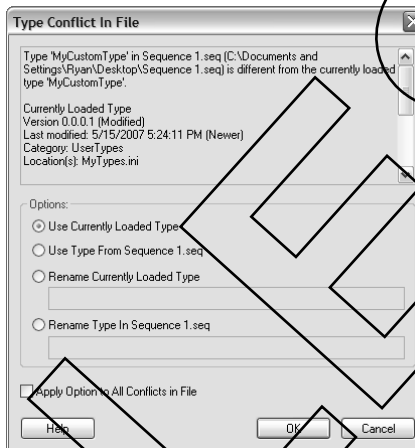 Type Conflict In File
Type 'MyCustomType' in Sequence 1.seq (C:\Documents and
Settings\Ryan\Desktop\Sequence 1.seq) is different from the currently loaded
type 'MyCustomType'.
Currently Loaded Type
Version 0.0.0.1 (Modified)
Last modified: 5/15/2007 5:24:11 PM (Newer)
Category: UserTypes
Location(s): MyTypes.ini
Options:
Use Currently Loaded Type
Use Type From Sequence 1.seq
Rename Currently Loaded Type
Rename Type In Sequence 1.seq
Apply Option to All Conflicts in File
Help OK Cancel